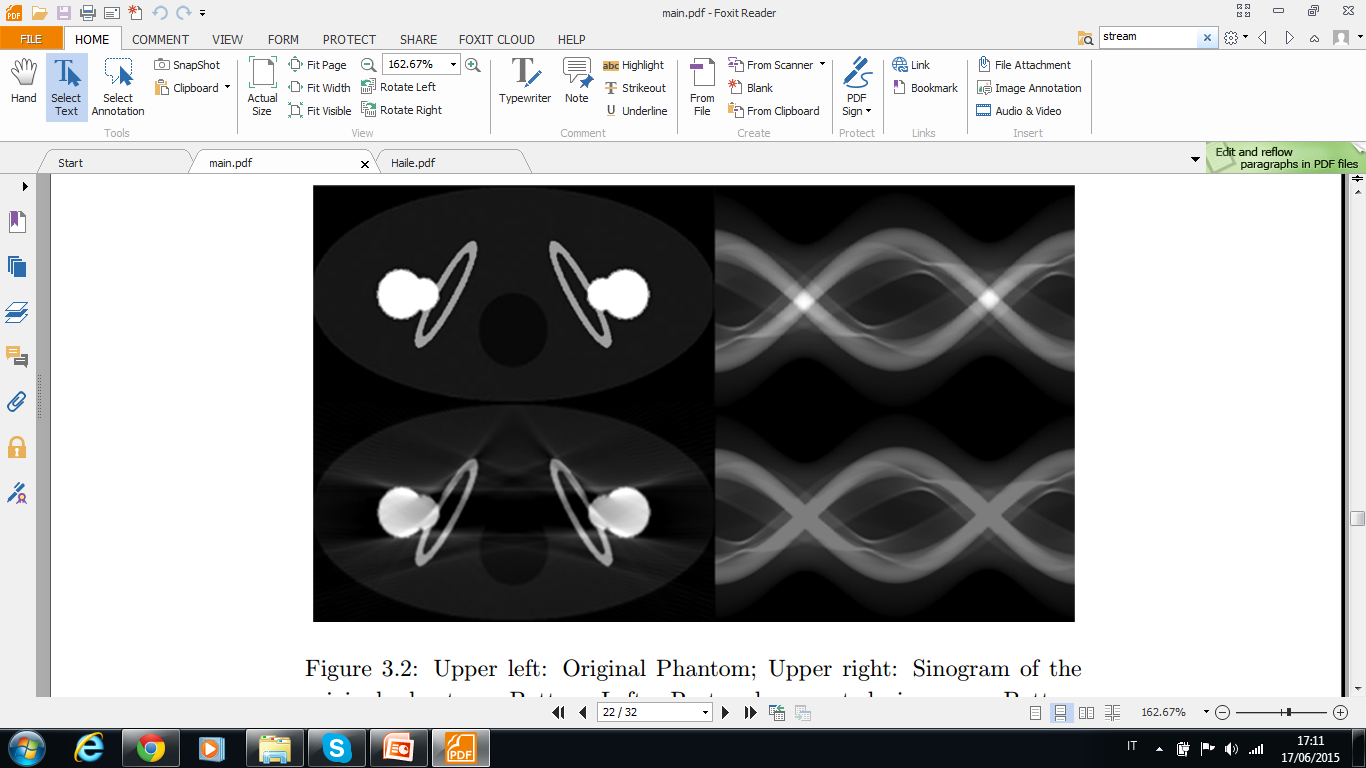 main.pdf - Foxit Reader
FILE HOME COMMENT VIEW FORM PROTECT SHARE FOXIT CLOUD HELP stream
Hand
Select Text
Select Annotation
SnapShot
Clipboard
Tools
Actual Size
Fit Page
Fit Width
Fit Visible
162.67%
Rotate Left
Rotate Right
View
Typewriter
Note
abc Highlight
Strikeout
U Underline
Comment
From File
From Scanner
Blank
From Clipboard
Create
PDF Sign
Protect
Link
Bookmark
Links
File Attachment
Image Annotation
Audio & Video
Insert
Start main.pdf Haile.pdf
Edit and reflow
paragraphs in PDF files
Figure 3.2: Upper left: Original Phantom; Upper right: Sinogram of the
22 / 32 162.67%
IT 17:11
17/06/2015